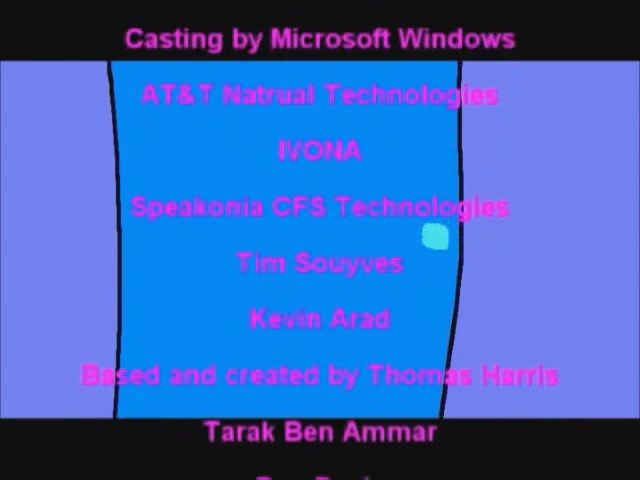 Casting by Microsoft Windows
AT&T Natrual Technologies
IVONA
Speakonia CFS Technologies
Tim Souyves
Kevin Arad
Based and created by Thomas Harris
Tarak Ben Ammar